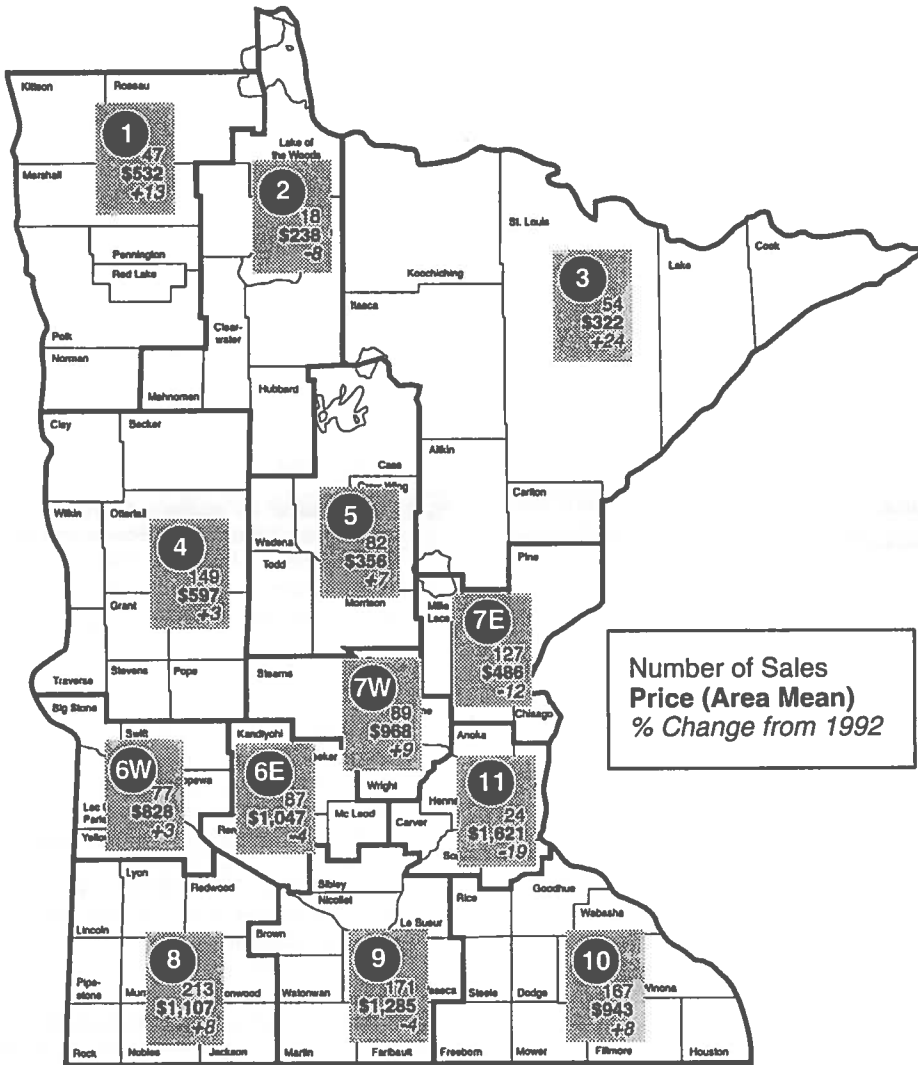 Kittson
Roseau
1
47
$532
+13
Marshall
Lake of
the Woods
2
18
$238
-8
St. Louis
Koochiching
Lake
Cook
3
54
$322
+24
Itasca
Pennington
Red Lake
Polk
Norman
Clear-
water
Mahnomen
Hubbard
Clay
Becker
Cass
Crow Wing
Aitkin
Carlton
Wilkin
Ottertail
4
149
$597
+3
5
82
$356
+7
Wadena
Todd
Morrison
Pine
Mille
Lacs
7E
127
$486
-12
Grant
Traverse
Stevens
Pope
Stearns
Chisago
Number of Sales
Price (Area Mean)
% Change from 1992
Big Stone
Swift
Kandiyohi
7W
89
$968
+9
Wright
Anoka
6W
77
$828
+3
6E
87
$1,047
-4
Mc Leod
Carver
11
24
$1,621
-19
Lyon
Redwood
Sibley
Nicollet
Le Sueur
Rice
Goodhue
Wabasha
Lincoln
Brown
8
213
$1,107
+8
Pipe-
stone
Watonwan
9
171
$1,285
-4
Steele
Dodge
10
167
$943
+8
Winona
Rock
Nobles
Jackson
Martin
Faribault
Freeborn
Mower
Fillmore
Houston